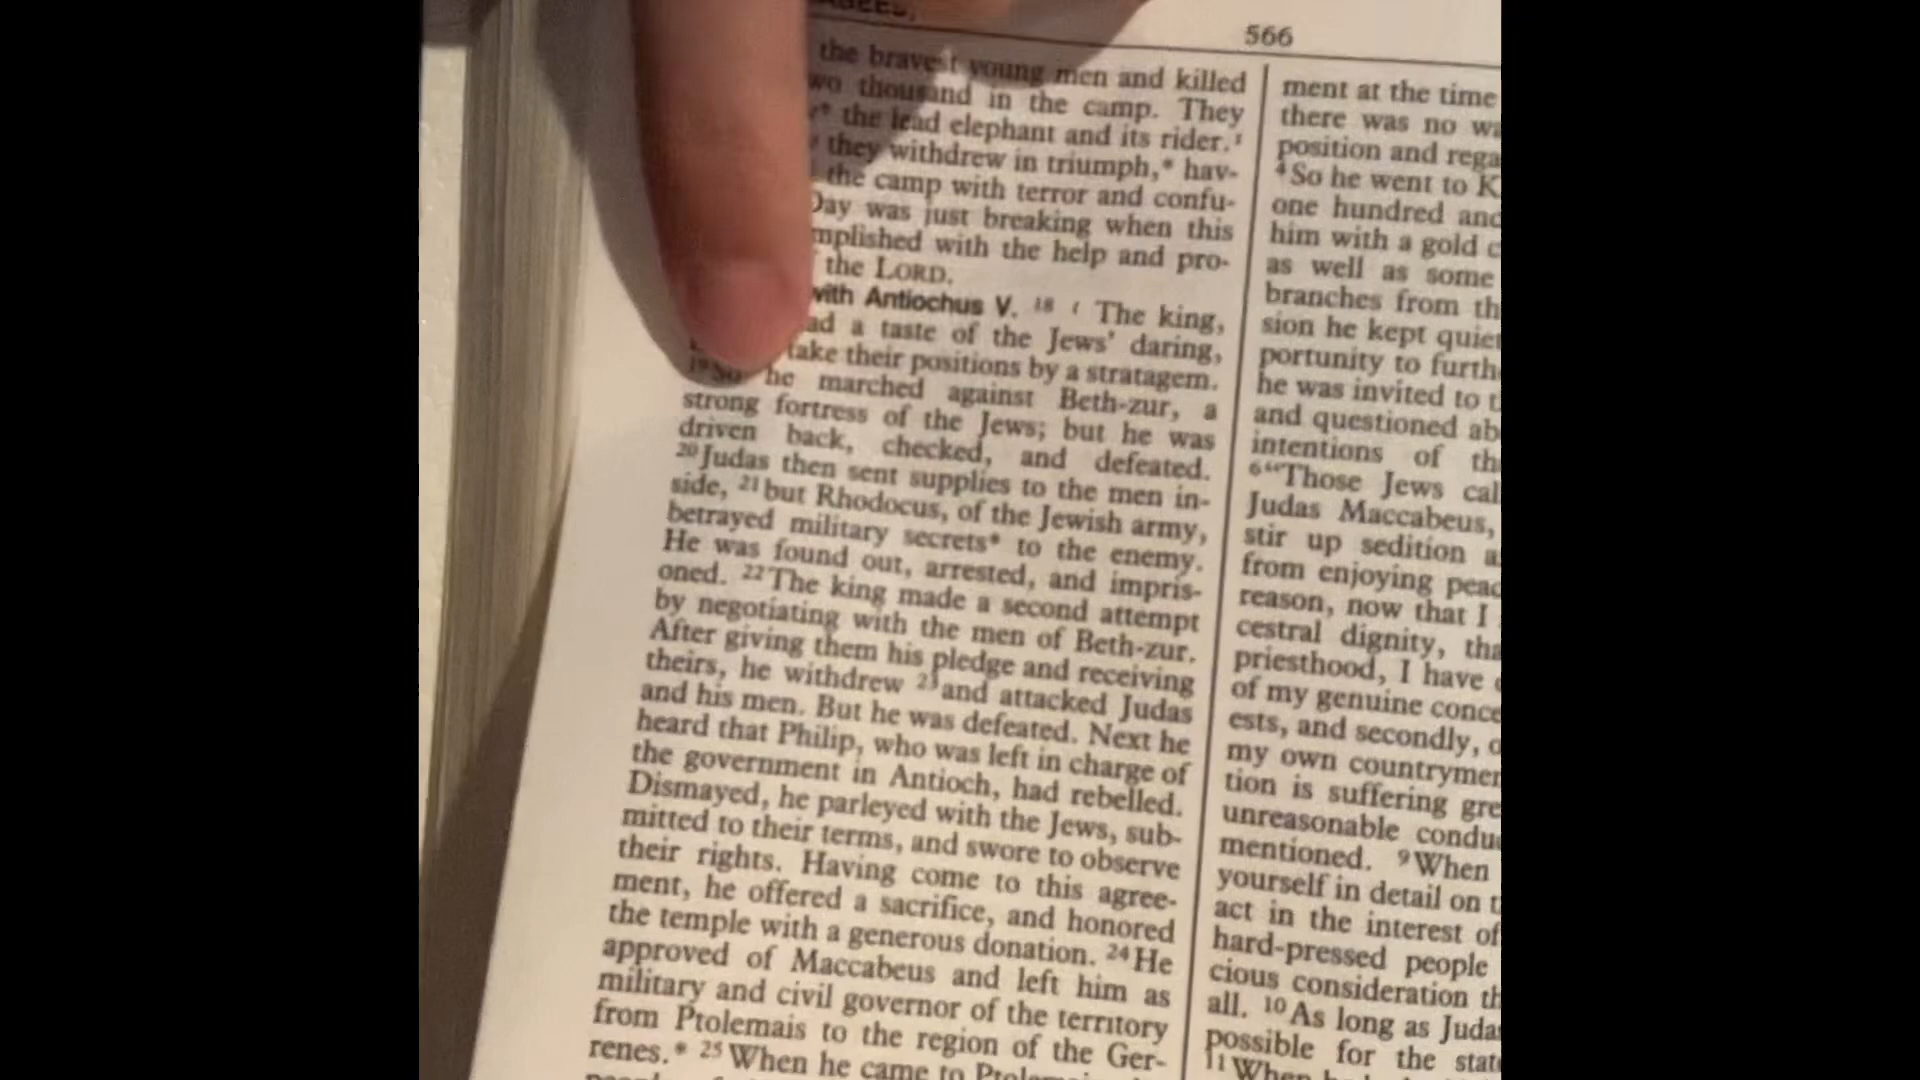 566
the bravest young men and killed
two thousand in the camp. They
the lead elephant and its rider.
they withdrew in triumph,* hav-
the camp with terror and confu-
Day was just breaking when this
mplished with the help and pro-
the LORD.
with Antiochus V. 18 The king,
had a taste of the Jews' daring,
take their positions by a stratagem.
19 So he marched against Beth-zur, a
strong fortress of the Jews; but he was
driven back, checked, and defeated.
20 Judas then sent supplies to the men in-
side, 21 but Rhodocus, of the Jewish army,
betrayed military secrets* to the enemy.
He was found out, arrested, and impris-
oned. 22 The king made a second attempt
by negotiating with the men of Beth-zur.
After giving them his pledge and receiving
theirs, he withdrew 23 and attacked Judas
and his men. But he was defeated. Next he
heard that Philip, who was left in charge of
the government in Antioch, had rebelled.
Dismayed, he parleyed with the Jews, sub-
mitted to their terms, and swore to observe
their rights. Having come to this agree-
ment, he offered a sacrifice, and honored
the temple with a generous donation. 24 He
approved of Maccabeus and left him as
military and civil governor of the territory
from Ptolemais to the region of the Ger-
renes.* 25 When he came to
ment at the time
there was no
position and
4 So he went to
one hundred and
him with a gold
as well as some
branches from
sion he kept quiet
portunity to
he was invited to
and questioned
intentions of
6 "Those Jews
Judas Maccabeus,
stir up sedition
from enjoying
reason, now that I
cestral dignity,
priesthood, I have
of my genuine
ests, and secondly,
my own
tion is suffering
unreasonable
mentioned. 9 When
yourself in detail on
act in the interest of
hard-pressed people
cious consideration
all. 10 As long as
possible for the
11 When